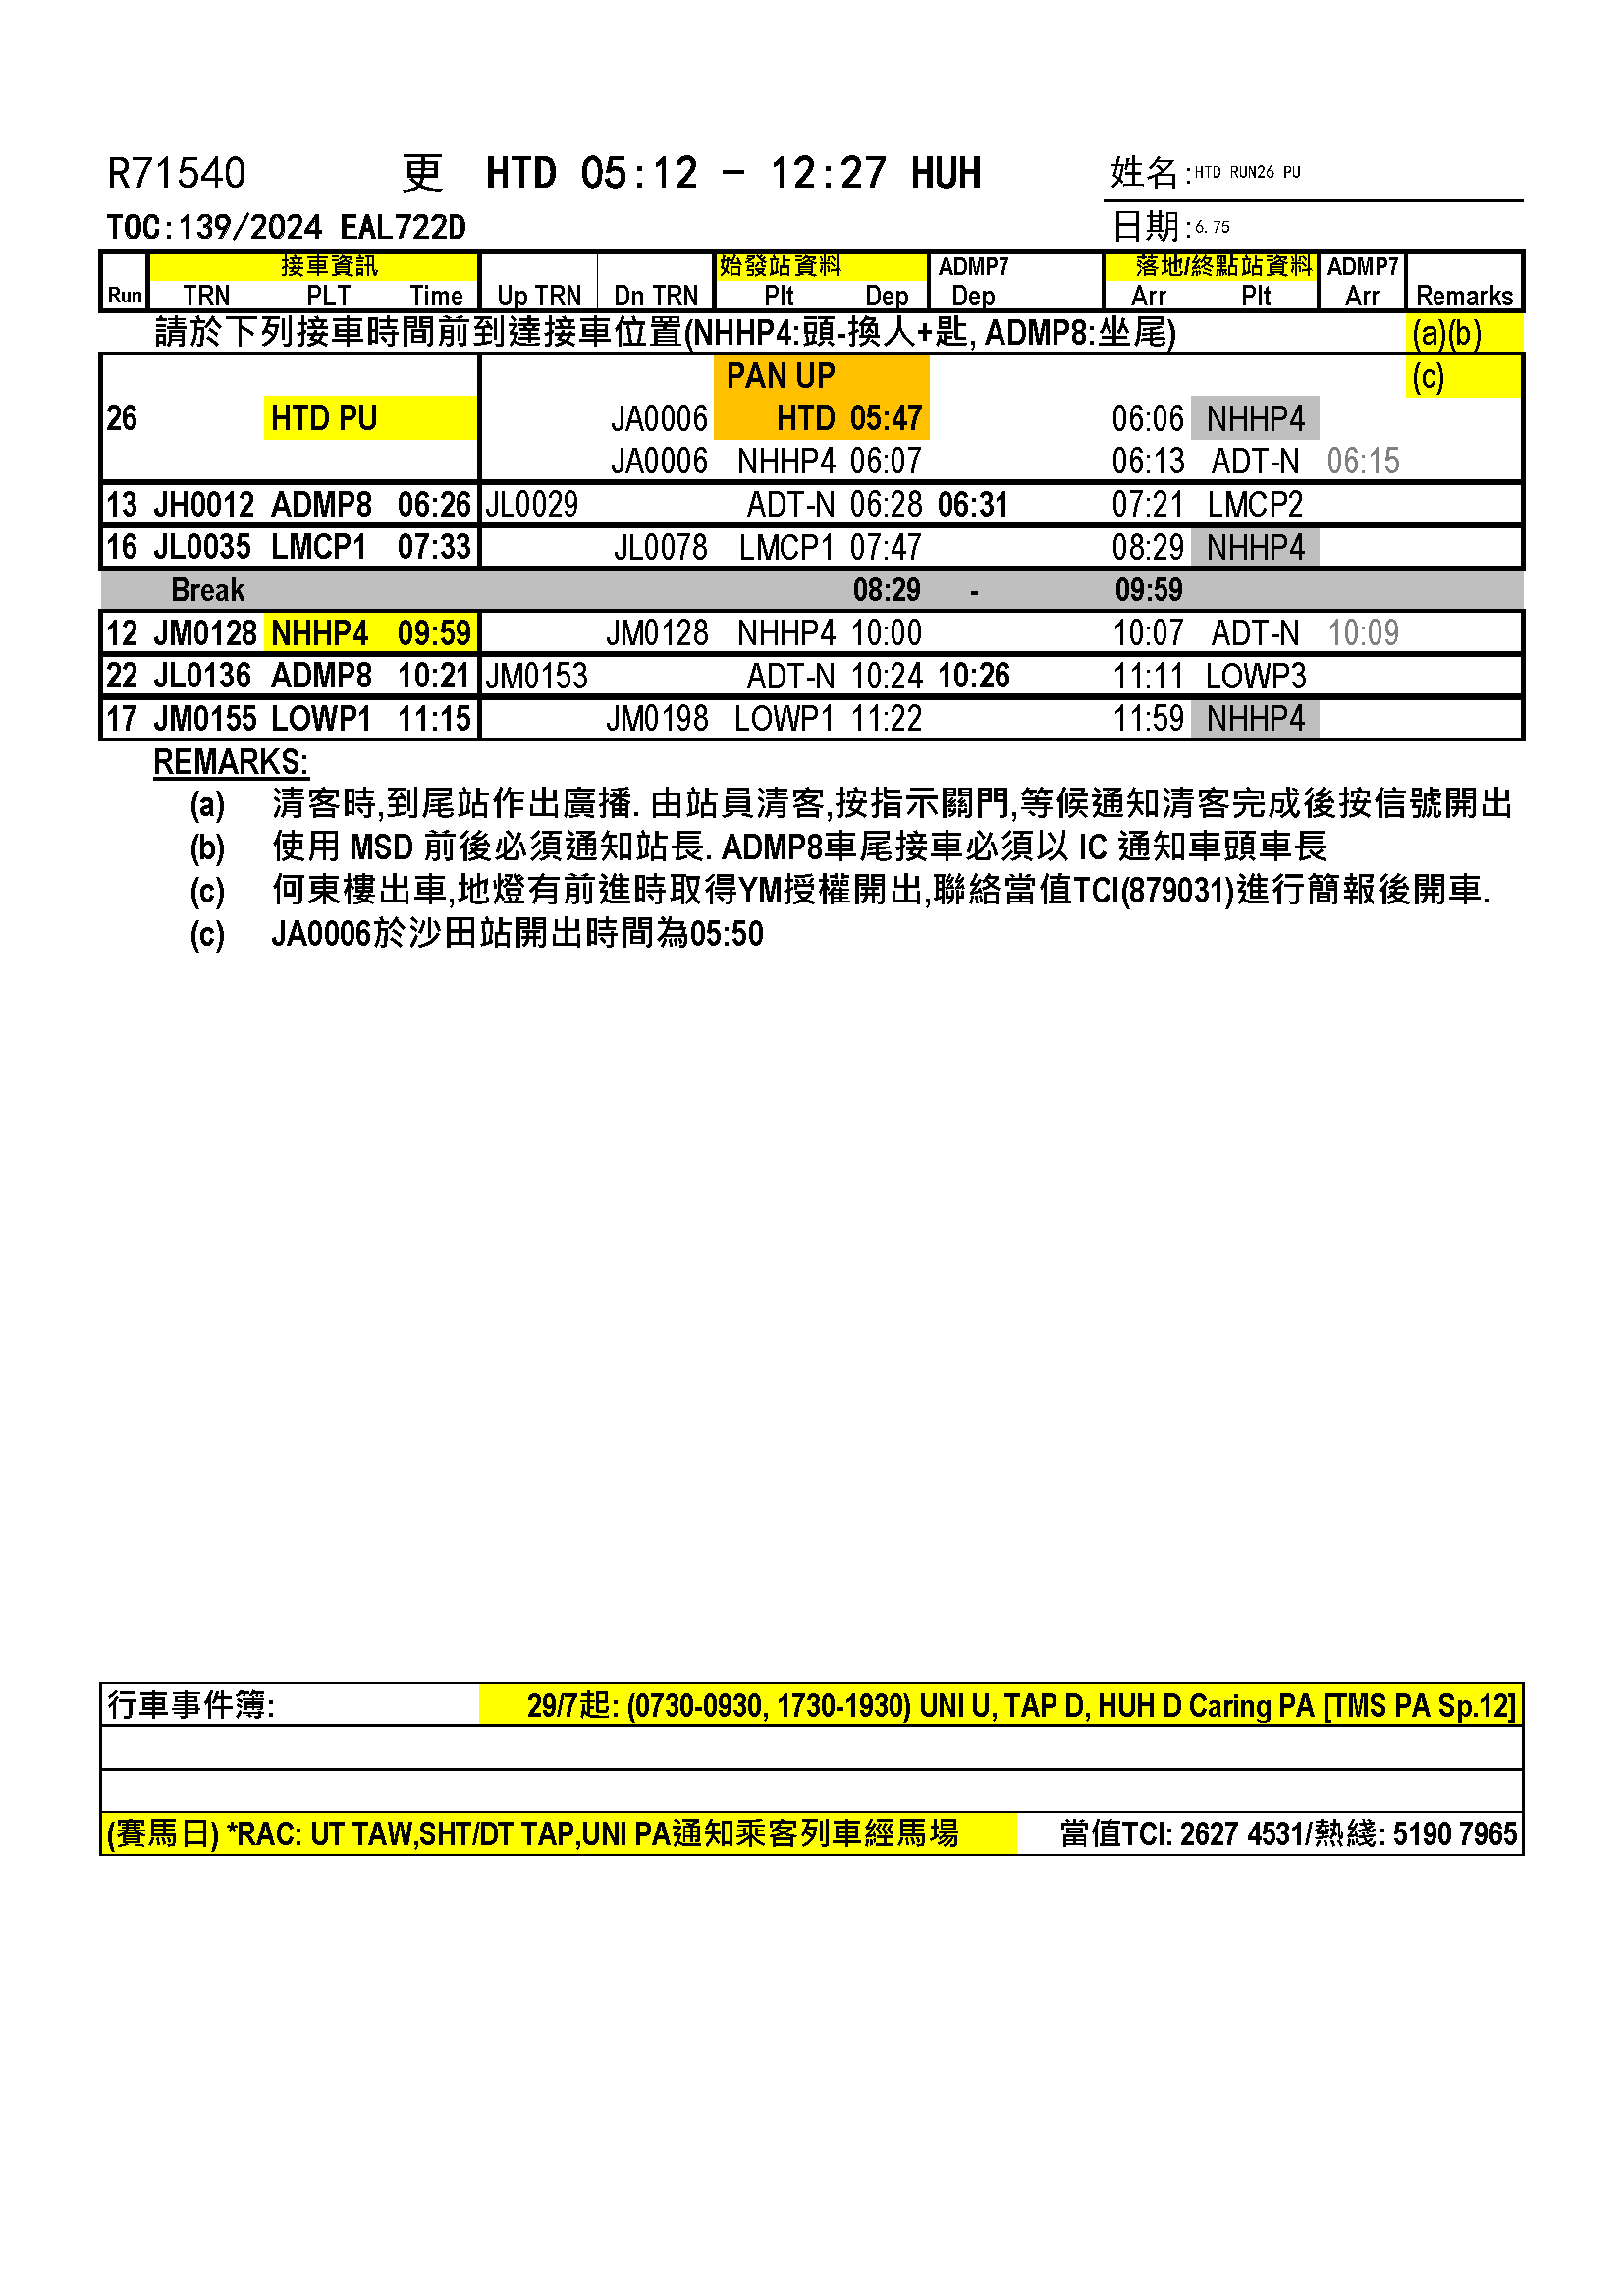 R71540 更 HTD 05:12 - 12:27 HUH 姓名:HTD RUN26 PU
TOC:139/2024 EAL722D 日期:6.75
接車資訊 始發站資料 ADMP7 落地/終點站資料 ADMP7
Run TRN PLT Time Up TRN Dn TRN Plt Dep Dep Arr Plt Arr Remarks
請於下列接車時間前到達接車位置(NHHP4:頭-換人+匙, ADMP8:坐尾) (a)(b)
PAN UP (c)
26 HTD PU JA0006 HTD 05:47 06:06 NHHP4
JA0006 NHHP4 06:07 06:13 ADT-N 06:15
13 JH0012 ADMP8 06:26 JL0029 ADT-N 06:28 06:31 07:21 LMCP2
16 JL0035 LMCP1 07:33 JL0078 LMCP1 07:47 08:29 NHHP4
Break 08:29 - 09:59
12 JM0128 NHHP4 09:59 JM0128 NHHP4 10:00 10:07 ADT-N 10:09
22 JL0136 ADMP8 10:21 JM0153 ADT-N 10:24 10:26 11:11 LOWP3
17 JM0155 LOWP1 11:15 JM0198 LOWP1 11:22 11:59 NHHP4
REMARKS:
(a) 清客時,到尾站作出廣播. 由站員清客,按指示關門,等候通知清客完成後按信號開出
(b) 使用 MSD 前後必須通知站長. ADMP8車尾接車必須以 IC 通知車頭車長
(c) 何東樓出車,地燈有前進時取得YM授權開出,聯絡當值TCI(879031)進行簡報後開車.
(c) JA0006於沙田站開出時間為05:50
行車事件簿: 29/7起: (0730-0930, 1730-1930) UNI U, TAP D, HUH D Caring PA [TMS PA Sp.12]
(賽馬日) *RAC: UT TAW,SHT/DT TAP,UNI PA通知乘客列車經馬場 當值TCI: 2627 4531/熱綫: 5190 7965